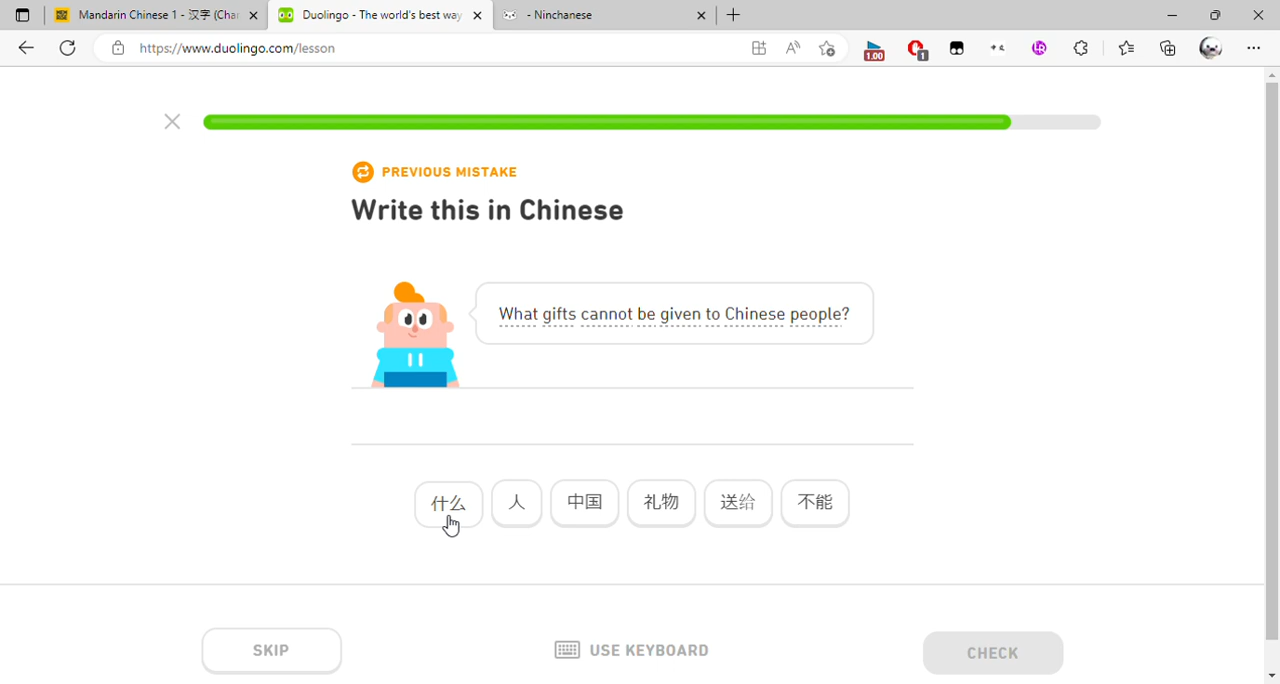 Mandarin Chinese 1 - 汉字 (Char
Duolingo - The world's best way
- Ninchanese
https://www.duolingo.com/lesson
1.00
1
PREVIOUS MISTAKE
Write this in Chinese
What gifts cannot be given to Chinese people?
什么 人 中国 礼物 送给 不能
SKIP
USE KEYBOARD
CHECK